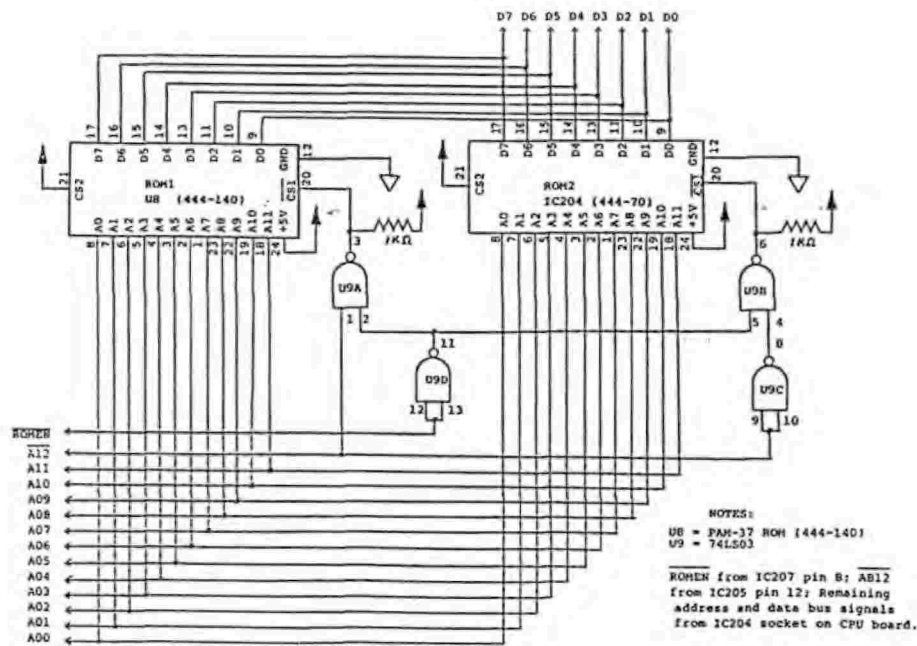 D7 D6 D5 D4 D3 D2 D1 D0
17 16 15 14 13 11 10 9
D7 D6 D5 D4 D3 D2 D1 D0 GND
12
21
CS2
ROM1
U8 (444-140)
CS1
20
A0 A1 A2 A3 A4 A5 A6 A7 A8 A9 A10 A11 +5V
8 7 6 5 4 3 2 1 23 22 19 18 24
17 16 15 14 13 11 10 9
D7 D6 D5 D4 D3 D2 D1 D0 GND
12
21
CS2
ROM2
IC204 (444-70)
CS1
20
A0 A1 A2 A3 A4 A5 A6 A7 A8 A9 A10 A11 +5V
8 7 6 5 4 3 2 1 23 22 19 18 24
3
1KΩ
6
1KΩ
U9A
1 2
U9B
5 4
11
8
U9D
12 13
U9C
9 10
ROMEN
A12
A11
A10
A09
A08
A07
A06
A05
A04
A03
A02
A01
A00
NOTES:
U8 = PAM-37 ROM (444-140)
U9 = 74LS03
ROMEN from IC207 pin 8; AB12
from IC205 pin 12; Remaining
address and data bus signals
from IC204 socket on CPU board.